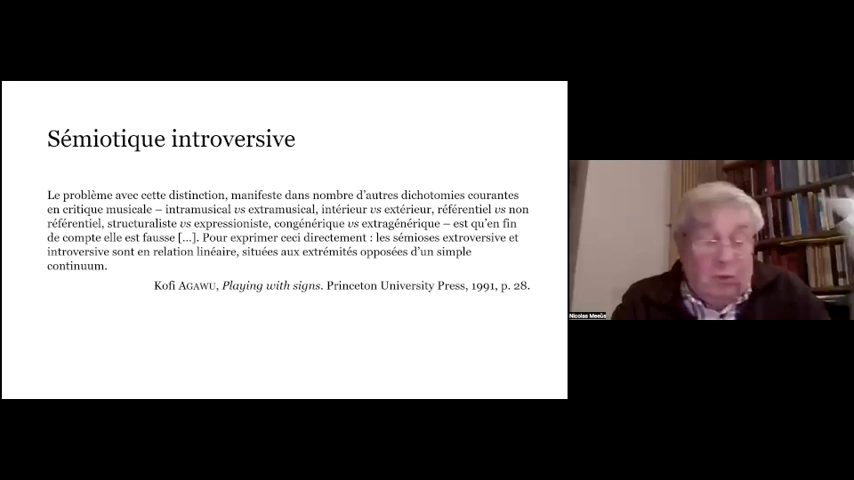 Sémiotique introversive
Le problème avec cette distinction, manifeste dans nombre d'autres dichotomies courantes
en critique musicale – intramusical vs extramusical, intérieur vs extérieur, référentiel vs non
référentiel, structuraliste vs expressioniste, congénérique vs extragénérique – est qu'en fin
de compte elle est fausse [...]. Pour exprimer ceci directement : les sémioses extroversive et
introversive sont en relation linéaire, situées aux extrémités opposées d'un simple
continuum.
Kofi AGAWU, Playing with signs. Princeton University Press, 1991, p. 28.
Nicolas Meeùs